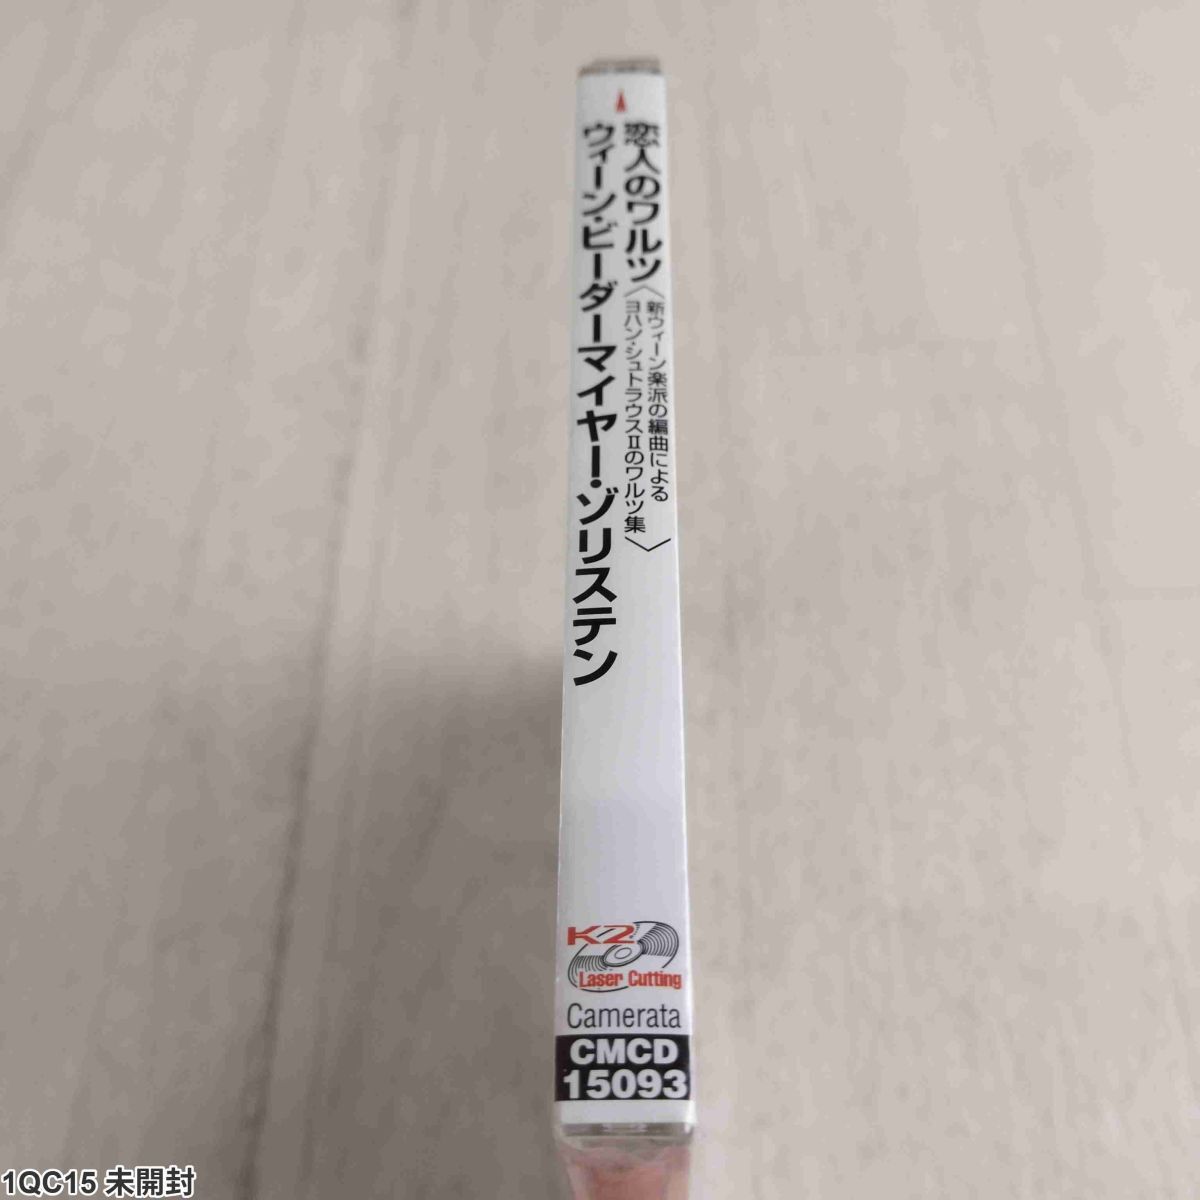 恋人のワルツ
〈新ウィーン楽派の編曲による
ヨハン・シュトラウスⅡのワルツ集〉
ウィーン・ビーダーマイヤー・ゾリステン
K2
Laser Cutting
Camerata
CMCD
15093
1QC15 未開封